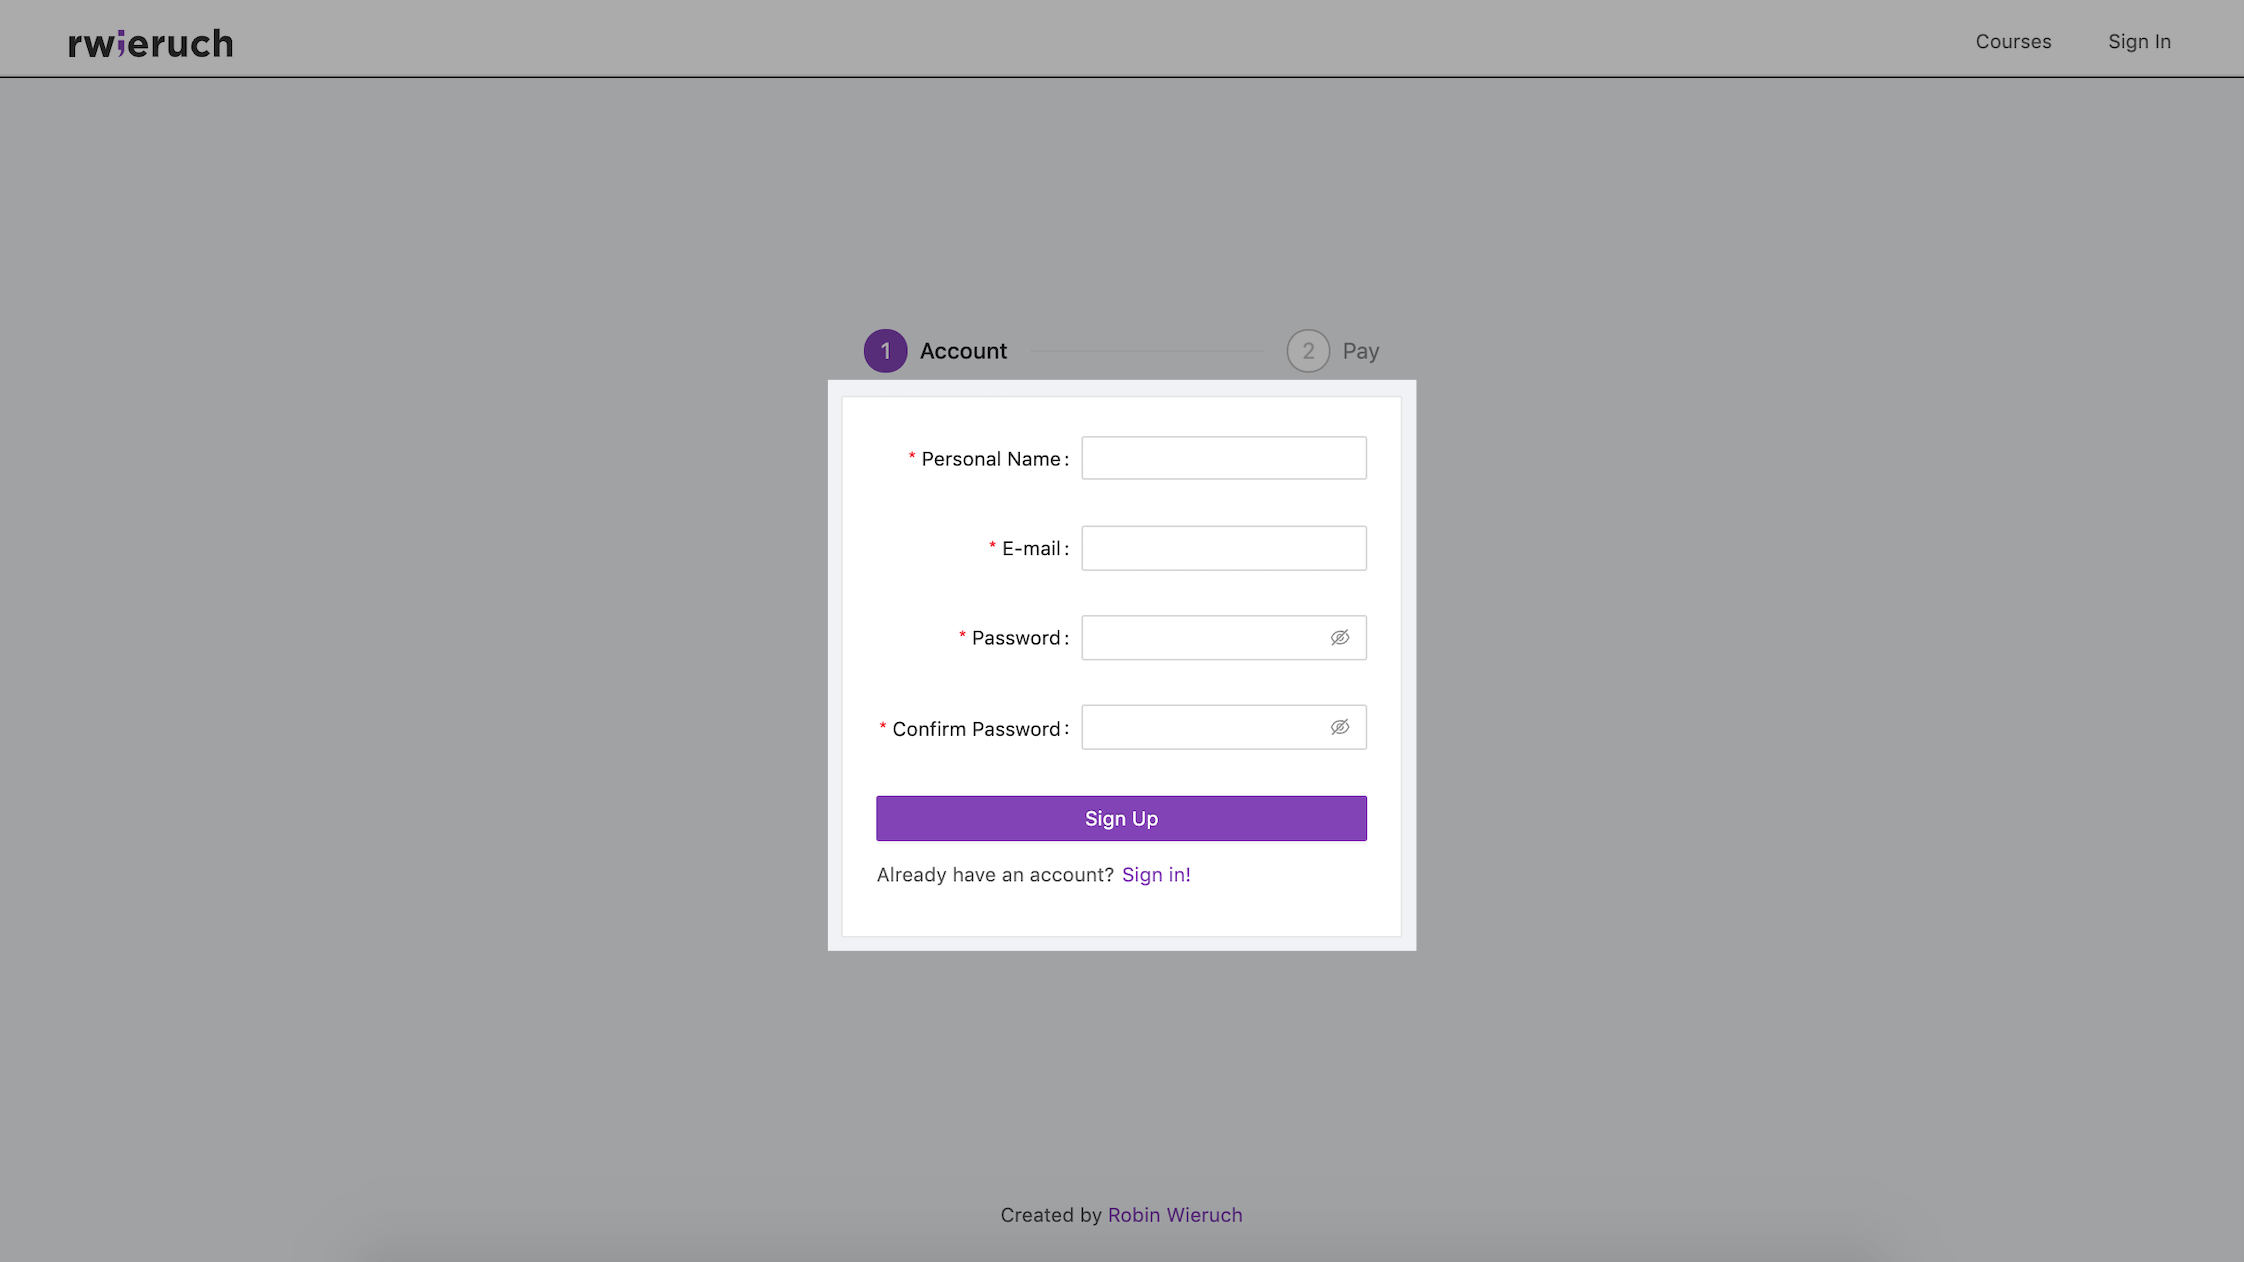 rwieruch
Courses
Sign In
1 Account
2 Pay
* Personal Name:
* E-mail:
* Password:
* Confirm Password:
Sign Up
Already have an account? Sign in!
Created by Robin Wieruch